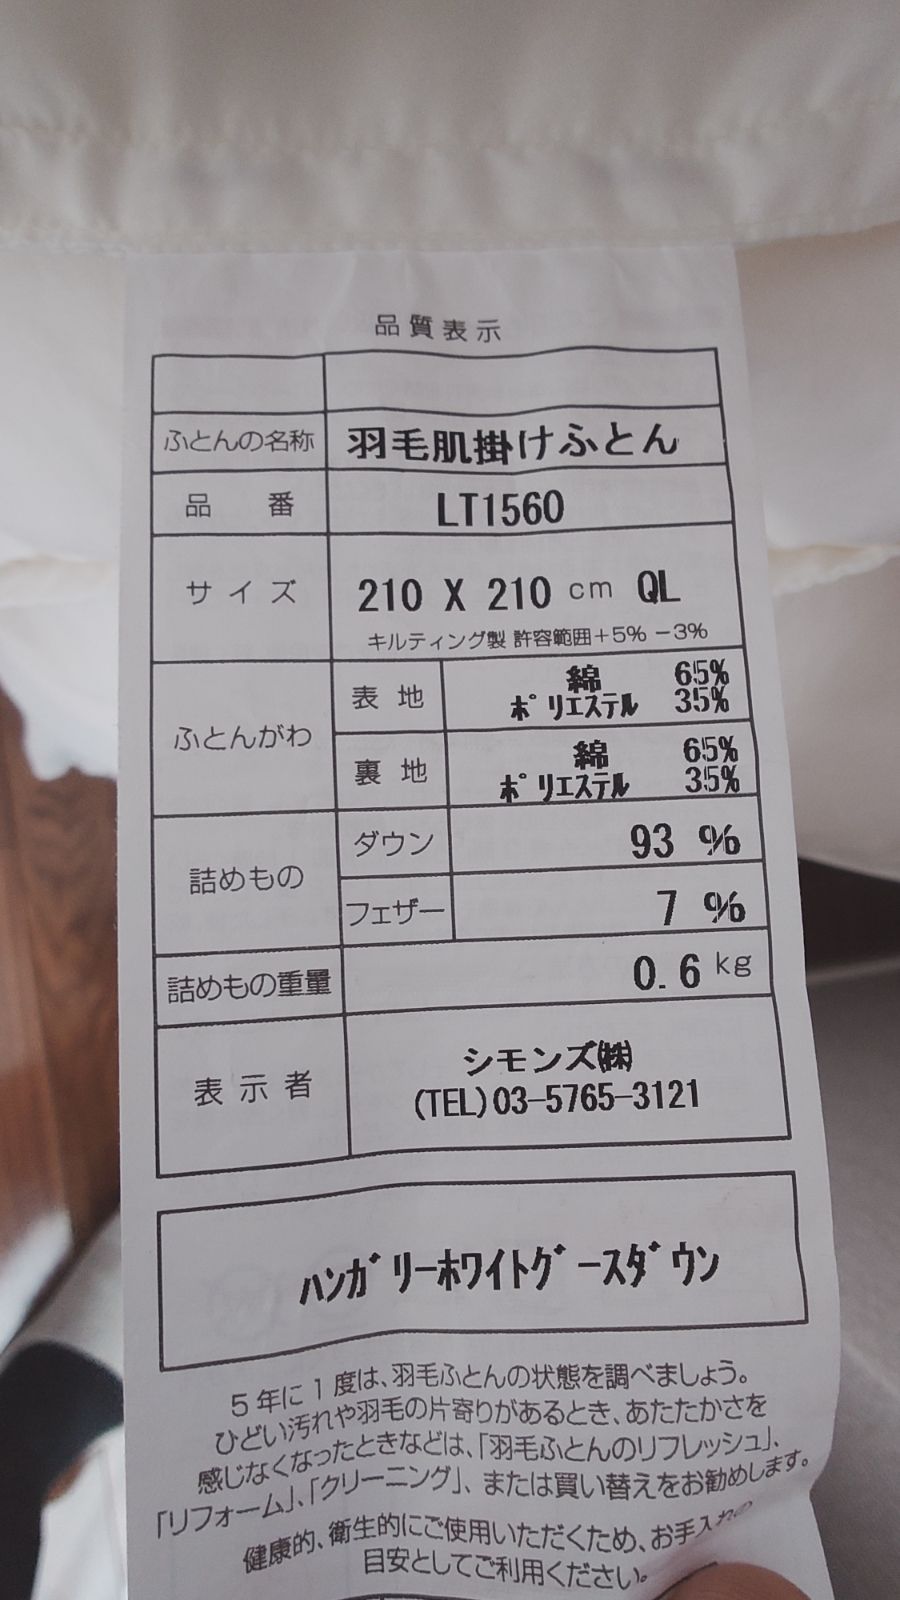 品質表示
ふとんの名称 羽毛肌掛けふとん
品番 LT1560
サイズ 210 X 210 cm QL
キルティング製 許容範囲+5% −3%
ふとんがわ 表地 綿 65%
ポリエステル 35%
裏地 綿 65%
ポリエステル 35%
詰めもの ダウン 93 %
フェザー 7 %
詰めもの重量 0.6 kg
表示者 シモンズ㈱
(TEL)03-5765-3121
ハンガリーホワイトグースダウン
5年に1度は、羽毛ふとんの状態を調べましょう。
ひどい汚れや羽毛の片寄りがあるとき、あたたかさを
感じなくなったときなどは、「羽毛ふとんのリフレッシュ」、
「リフォーム」、「クリーニング」、または買い替えをお勧めします。
健康的、衛生的にご使用いただくため、お手入れの
目安としてご利用ください。